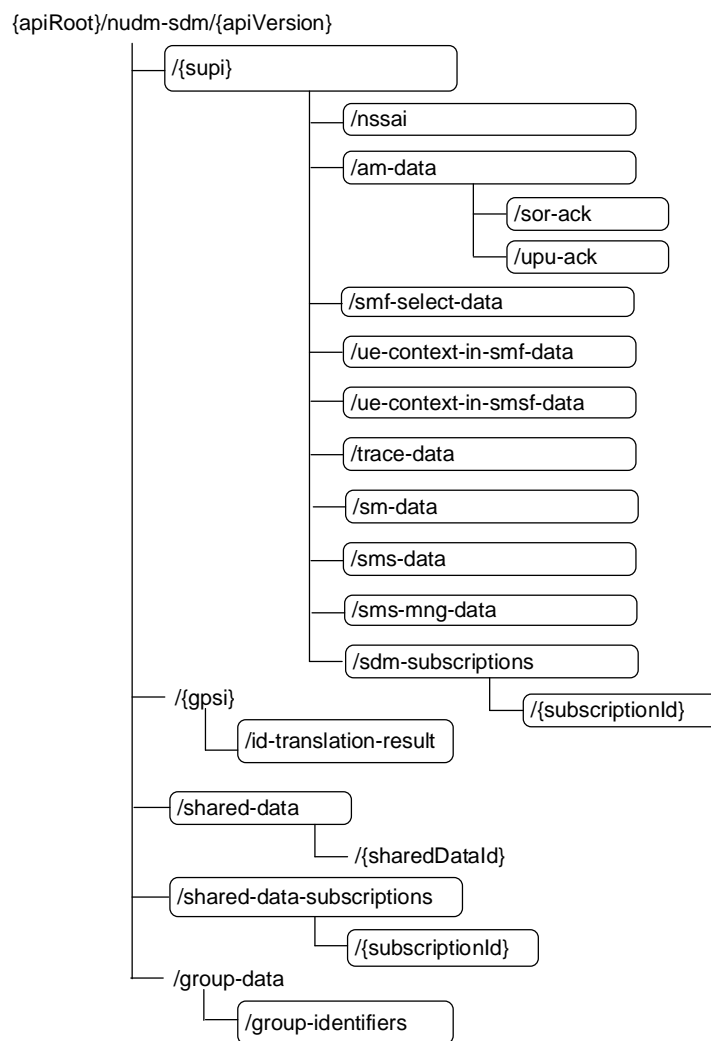 {apiRoot}/nudm-sdm/{apiVersion}
/{supi}
/nssai
/am-data
/sor-ack
/upu-ack
/smf-select-data
/ue-context-in-smf-data
/ue-context-in-smsf-data
/trace-data
/sm-data
/sms-data
/sms-mng-data
/sdm-subscriptions
/{subscriptionId}
/{gpsi}
/id-translation-result
/shared-data
/{sharedDataId}
/shared-data-subscriptions
/{subscriptionId}
/group-data
/group-identifiers